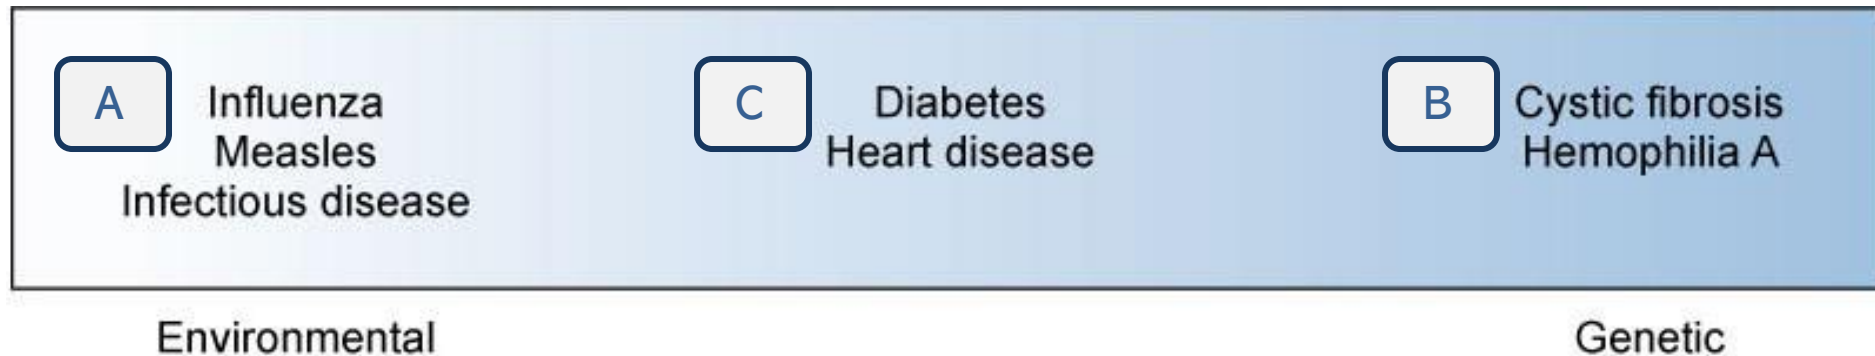 A
Influenza
Measles
Infectious disease
C
Diabetes
Heart disease
B
Cystic fibrosis
Hemophilia A
Environmental
Genetic